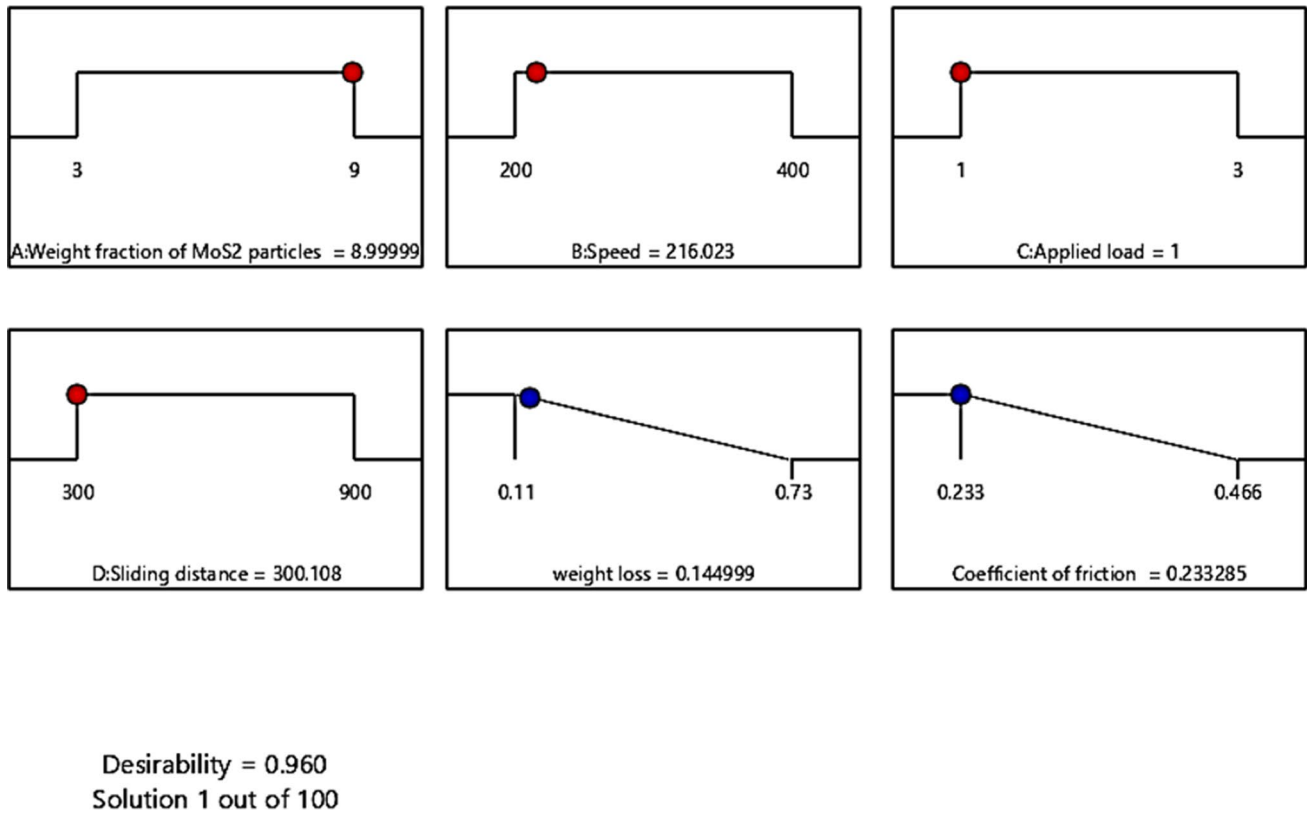 3 9
A:Weight fraction of MoS2 particles = 8.99999
200 400
B:Speed = 216.023
1 3
C:Applied load = 1
300 900
D:Sliding distance = 300.108
0.11 0.73
weight loss = 0.144999
0.233 0.466
Coefficient of friction = 0.233285
Desirability = 0.960
Solution 1 out of 100